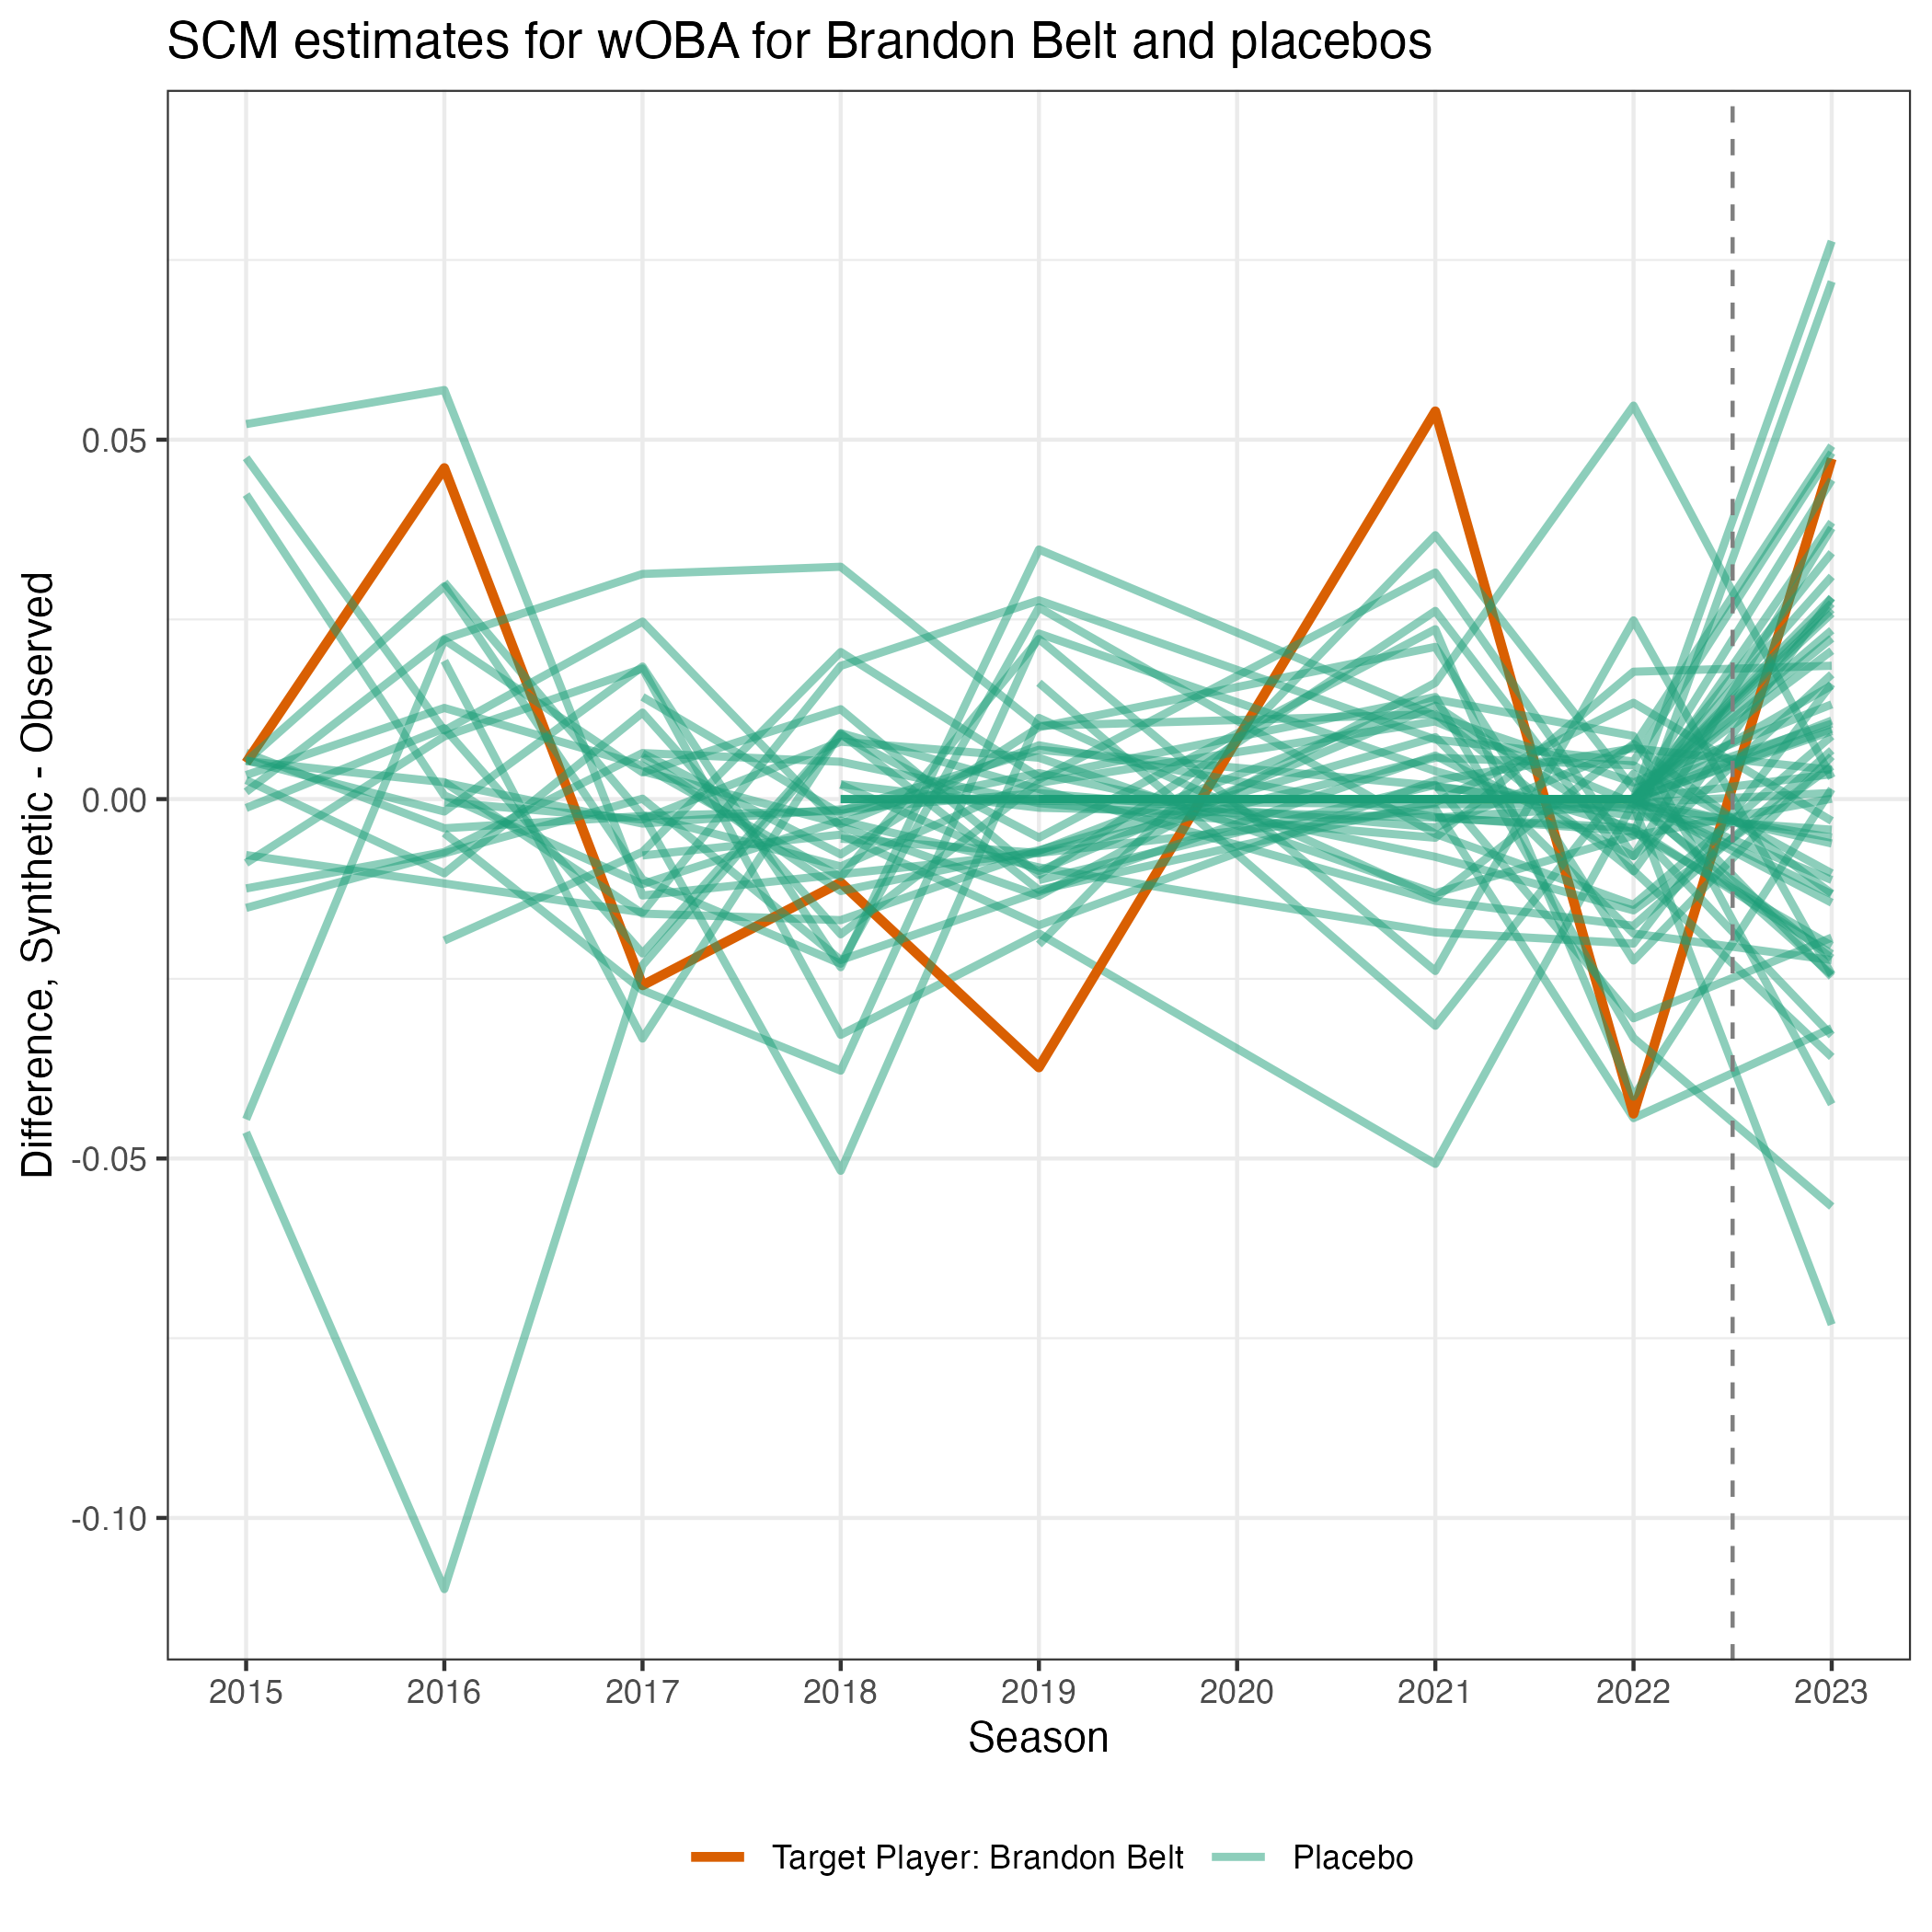 SCM estimates for wOBA for Brandon Belt and placebos
Difference, Synthetic - Observed
0.05
0.00
-0.05
-0.10
2015 2016 2017 2018 2019 2020 2021 2022 2023
Season
Target Player: Brandon Belt Placebo